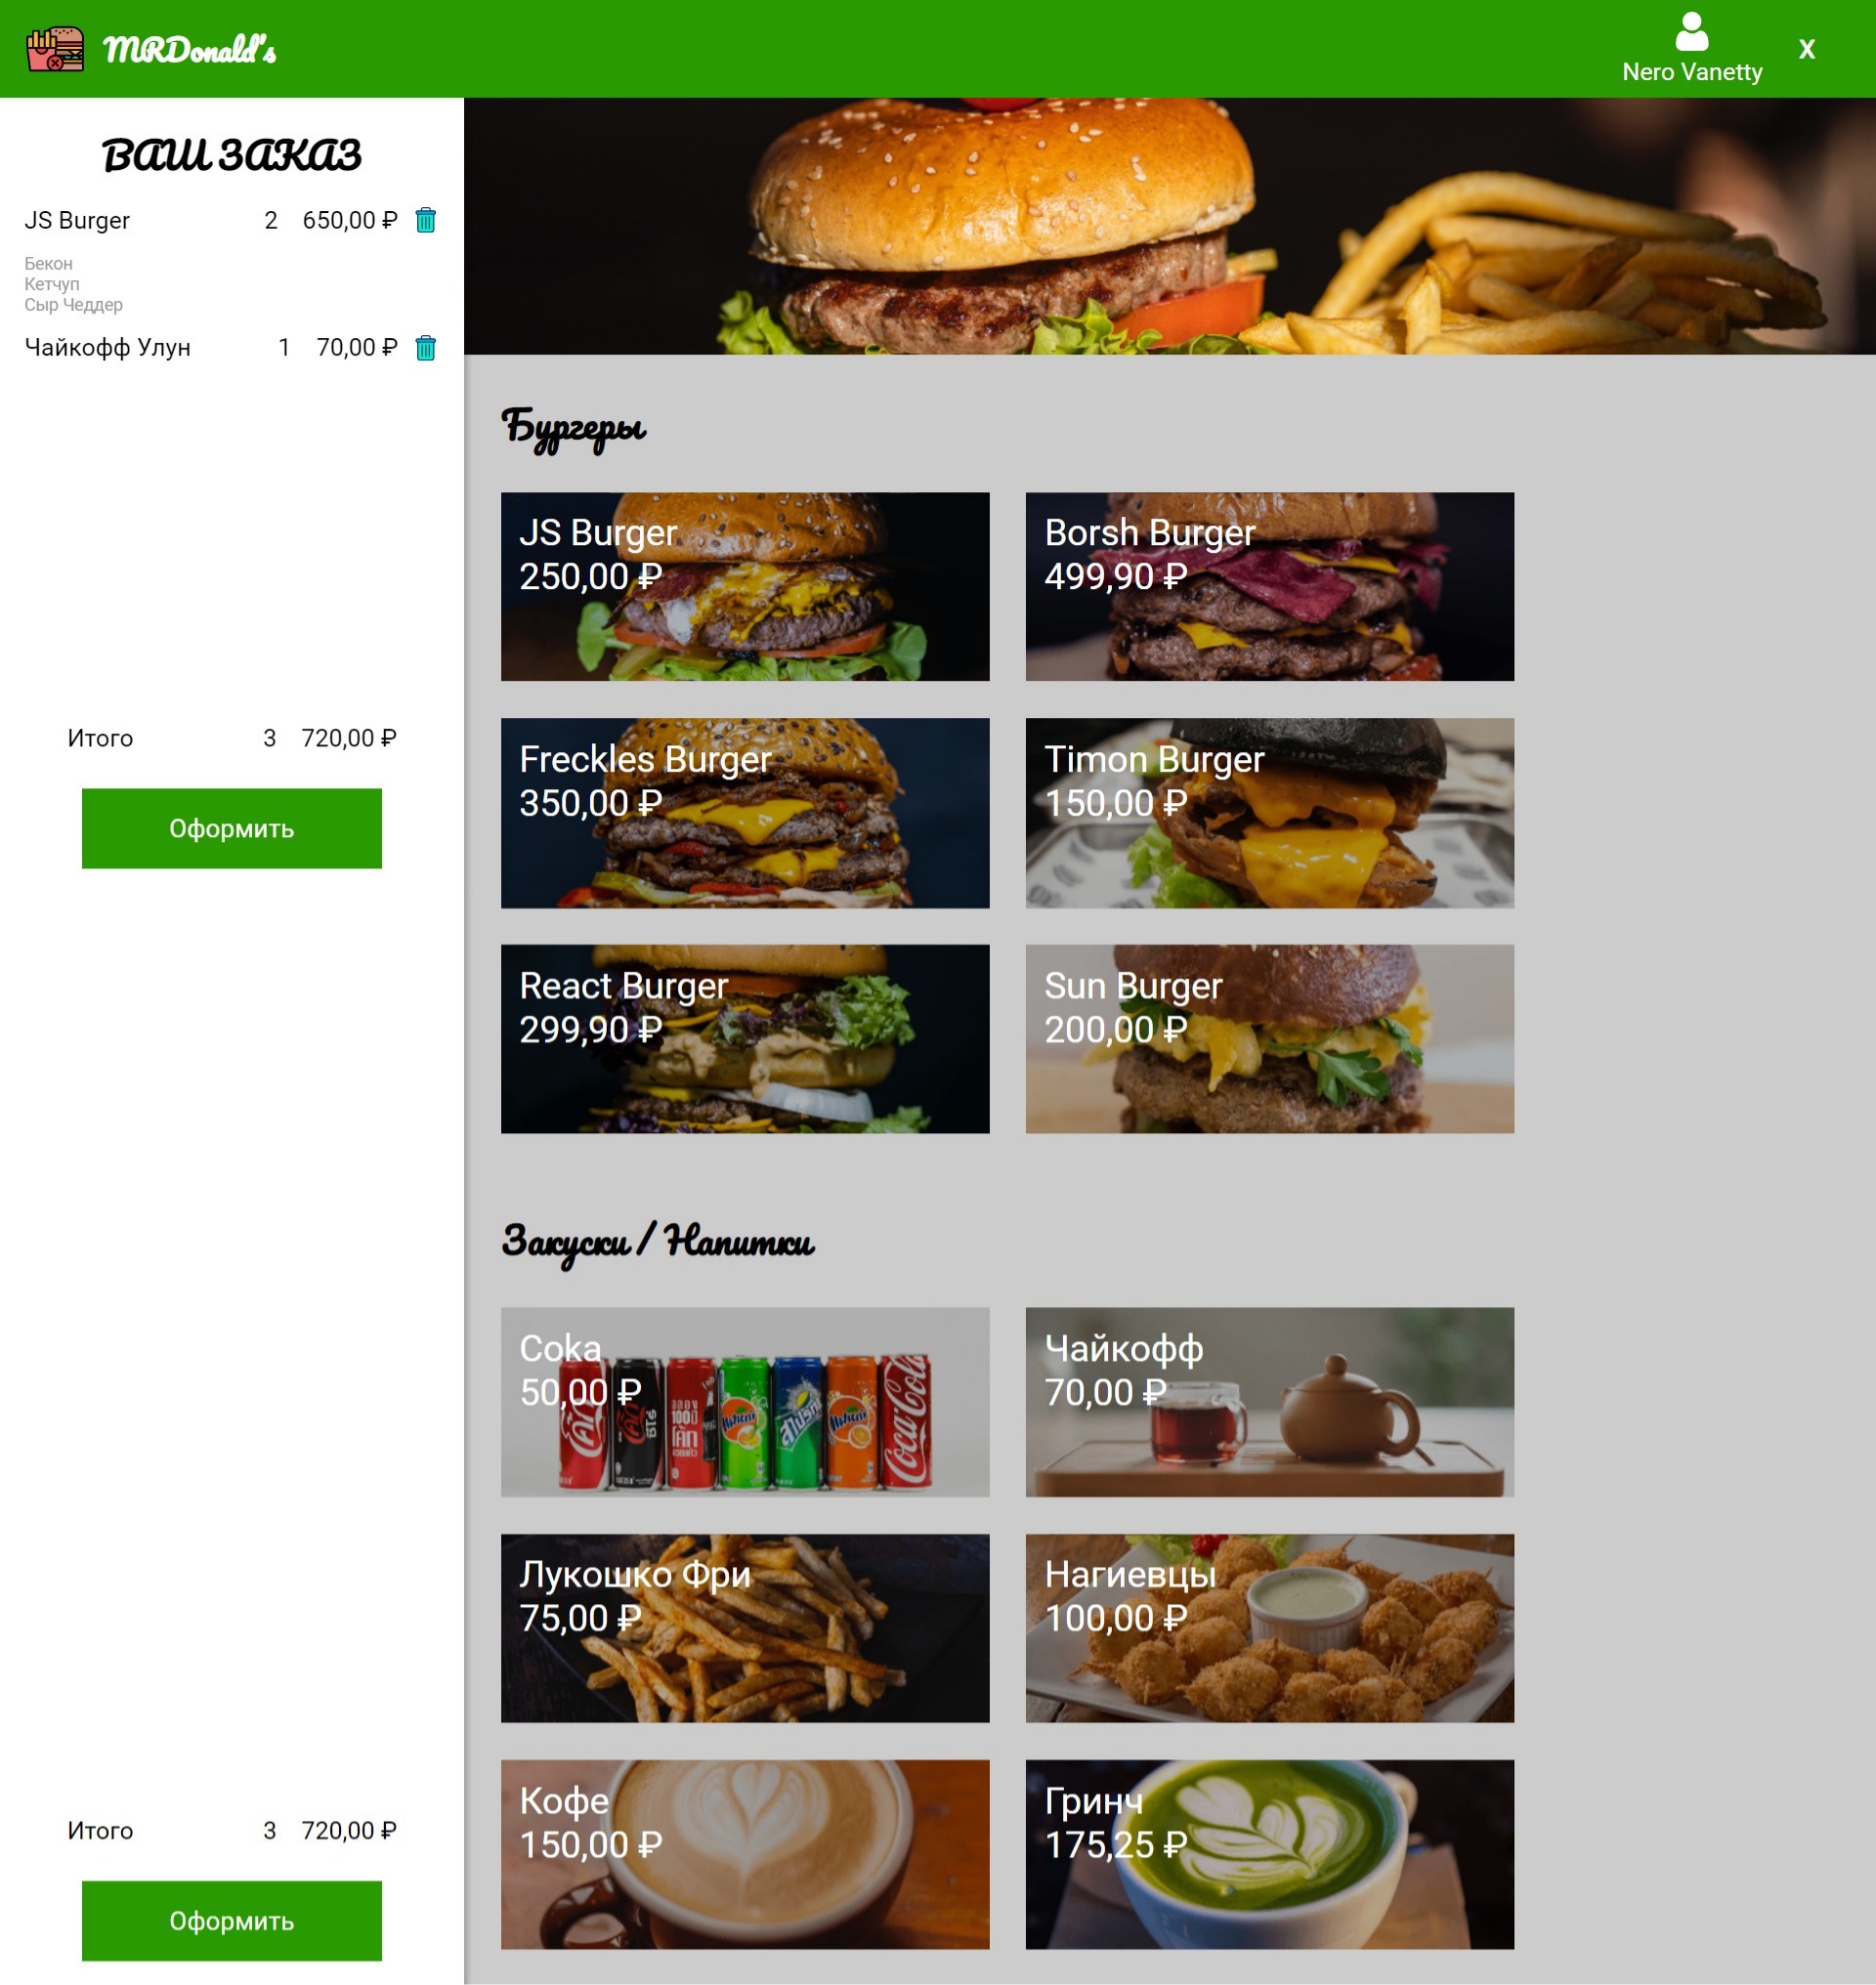 MRDonald's
Nero Vanetty
X
ВАШ ЗАКАЗ
JS Burger 2 650,00 ₽
Бекон
Кетчуп
Сыр Чеддер
Чайкофф Улун 1 70,00 ₽
Итого 3 720,00 ₽
Оформить
Итого 3 720,00 ₽
Оформить
Бургеры
JS Burger
250,00 ₽
Borsh Burger
499,90 ₽
Freckles Burger
350,00 ₽
Timon Burger
150,00 ₽
React Burger
299,90 ₽
Sun Burger
200,00 ₽
Закуски / Напитки
Coka
50,00 ₽
Coca-Cola
Чайкофф
70,00 ₽
Лукошко Фри
75,00 ₽
Нагиевцы
100,00 ₽
Кофе
150,00 ₽
Гринч
175,25 ₽